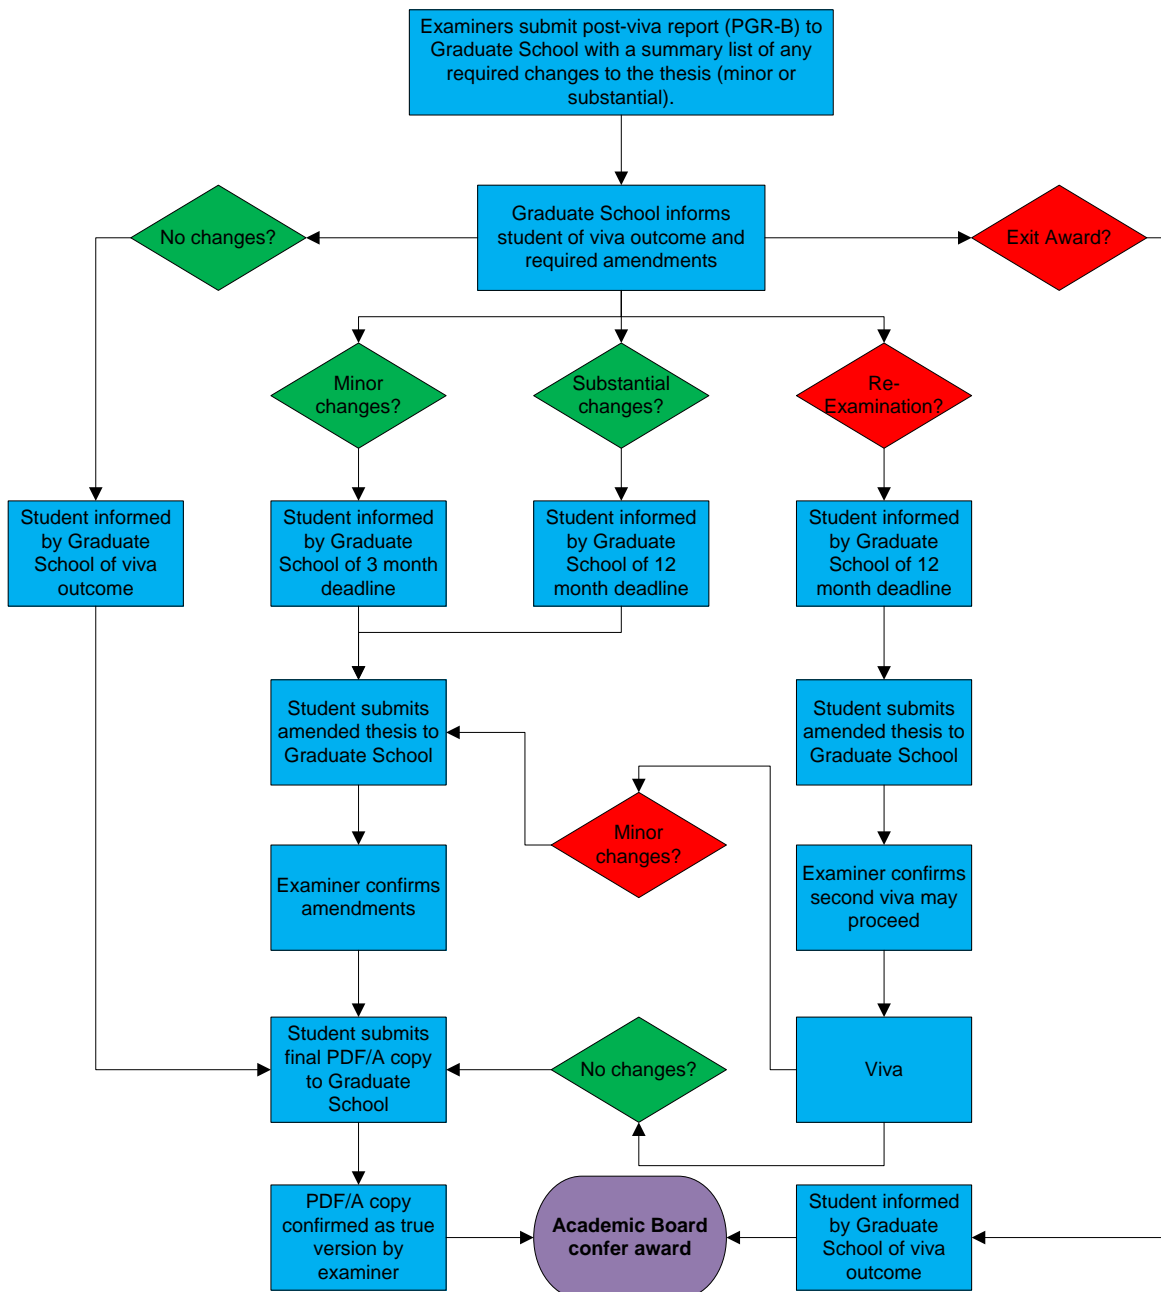 Examiners submit post-viva report (PGR-B) to
Graduate School with a summary list of any
required changes to the thesis (minor or
substantial).
No changes?
Graduate School informs
student of viva outcome and
required amendments
Exit Award?
Minor
changes?
Substantial
changes?
Re-
Examination?
Student informed
by Graduate
School of viva
outcome
Student informed
by Graduate
School of 3 month
deadline
Student informed
by Graduate
School of 12
month deadline
Student informed
by Graduate
School of 12
month deadline
Student submits
amended thesis to
Graduate School
Student submits
amended thesis to
Graduate School
Minor
changes?
Examiner confirms
amendments
Examiner confirms
second viva may
proceed
Student submits
final PDF/A copy
to Graduate
School
No changes?
Viva
PDF/A copy
confirmed as true
version by
examiner
Academic Board
confer award
Student informed
by Graduate
School of viva
outcome